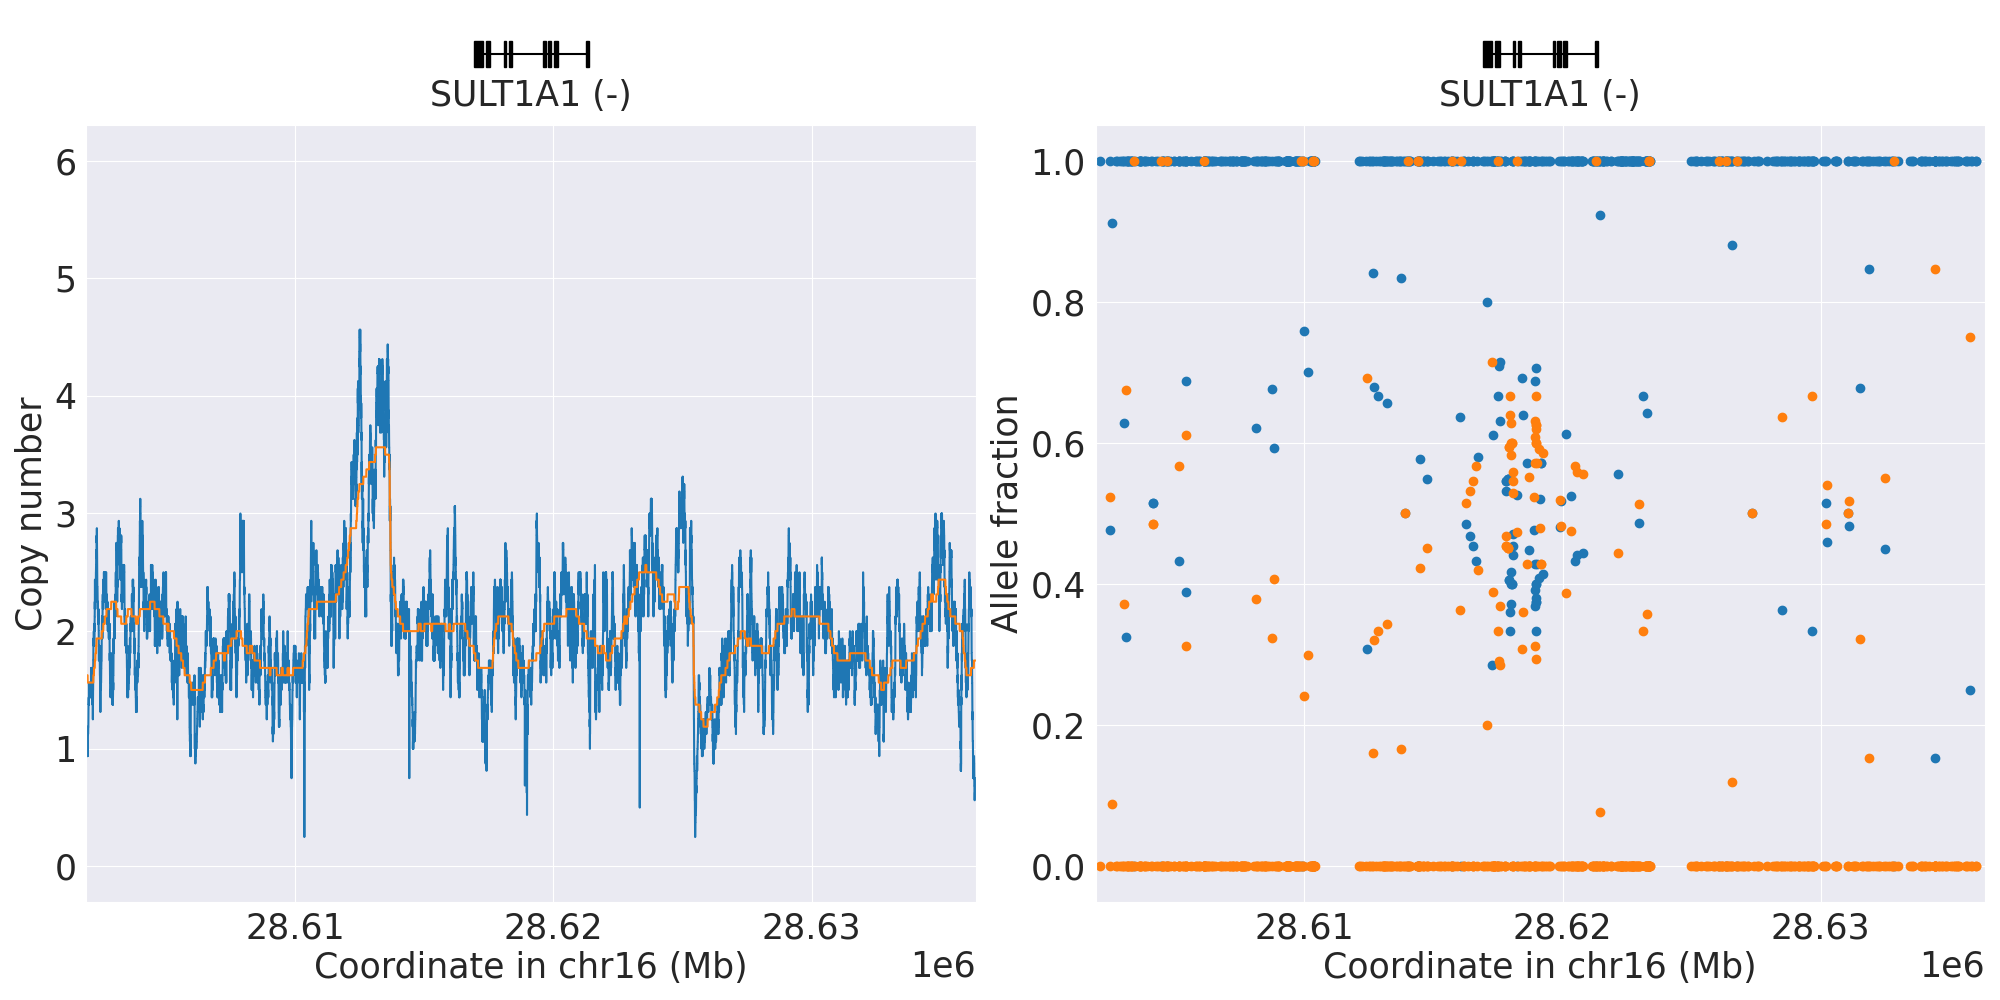 SULT1A1 (-)
SULT1A1 (-)
6
5
4
3
2
1
0
Copy number
28.61
28.62
28.63
Coordinate in chr16 (Mb)
1e6
1.0
0.8
0.6
0.4
0.2
0.0
Allele fraction
28.61
28.62
28.63
Coordinate in chr16 (Mb)
1e6